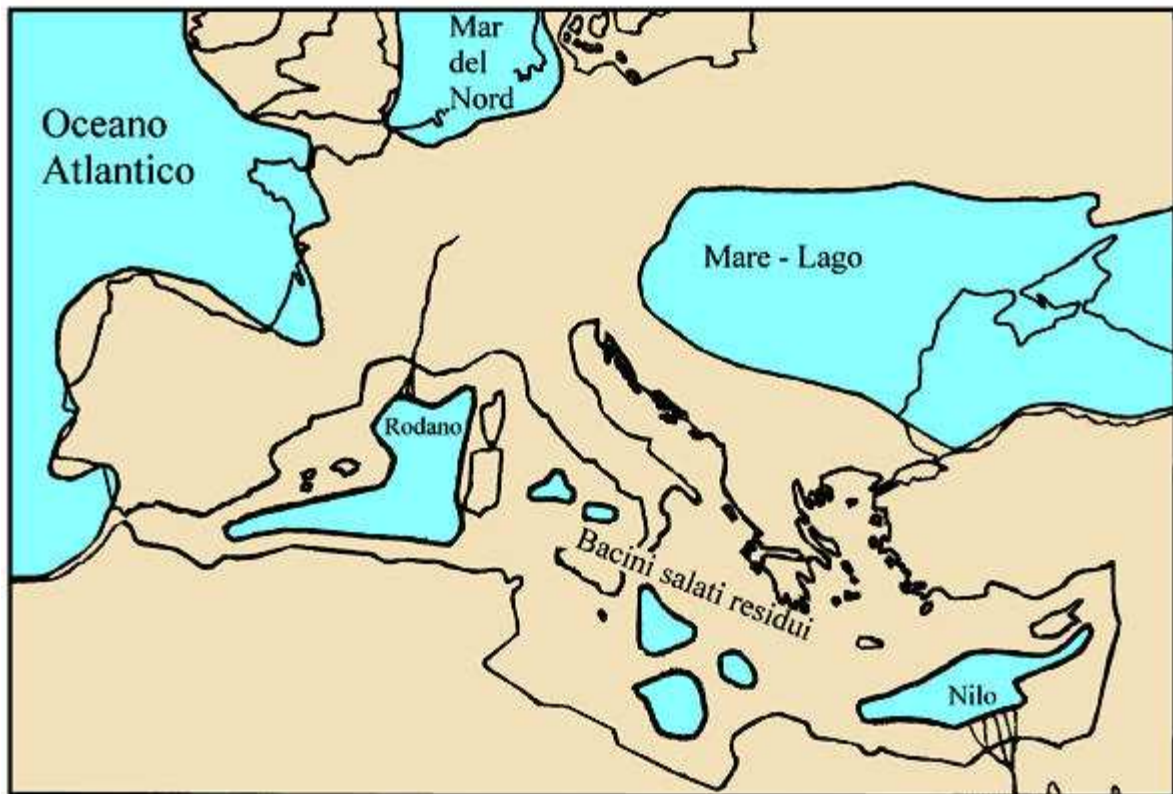 Mar
del
Nord
Oceano
Atlantico
Mare - Lago
Rodano
Bacini salati residui
Nilo